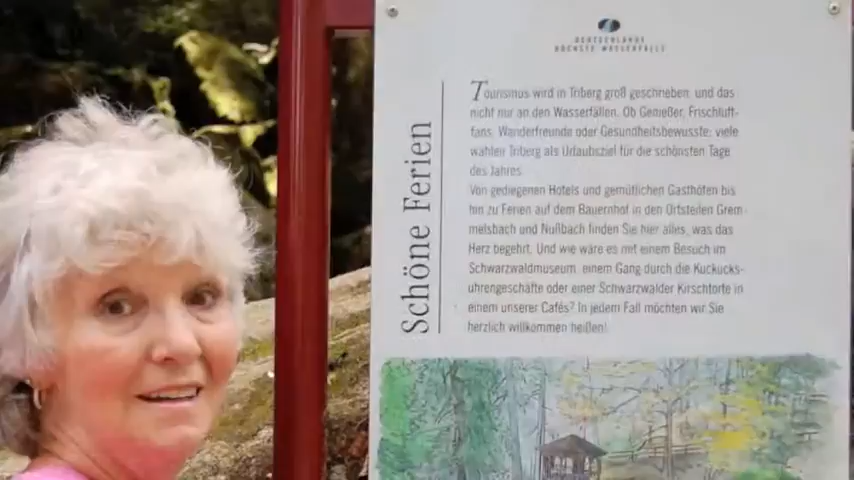 DEUTSCHLANDS
HÖCHSTE WASSERFÄLLE
Schöne Ferien
Tourismus wird in Triberg groß geschrieben, und das
nicht nur an den Wasserfällen. Ob Genießer, Frischluft-
fans, Wanderfreunde oder Gesundheitsbewusste: viele
wählen Triberg als Urlaubsziel für die schönsten Tage
des Jahres.
Von gediegenen Hotels und gemütlichen Gasthöfen bis
hin zu Ferien auf dem Bauernhof in den Ortsteilen Grem-
melsbach und Nußbach finden Sie hier alles, was das
Herz begehrt. Und wie wäre es mit einem Besuch im
Schwarzwaldmuseum, einem Gang durch die Kuckucks-
uhrengeschäfte oder einer Schwarzwälder Kirschtorte in
einem unserer Cafés? In jedem Fall möchten wir Sie
herzlich willkommen heißen!